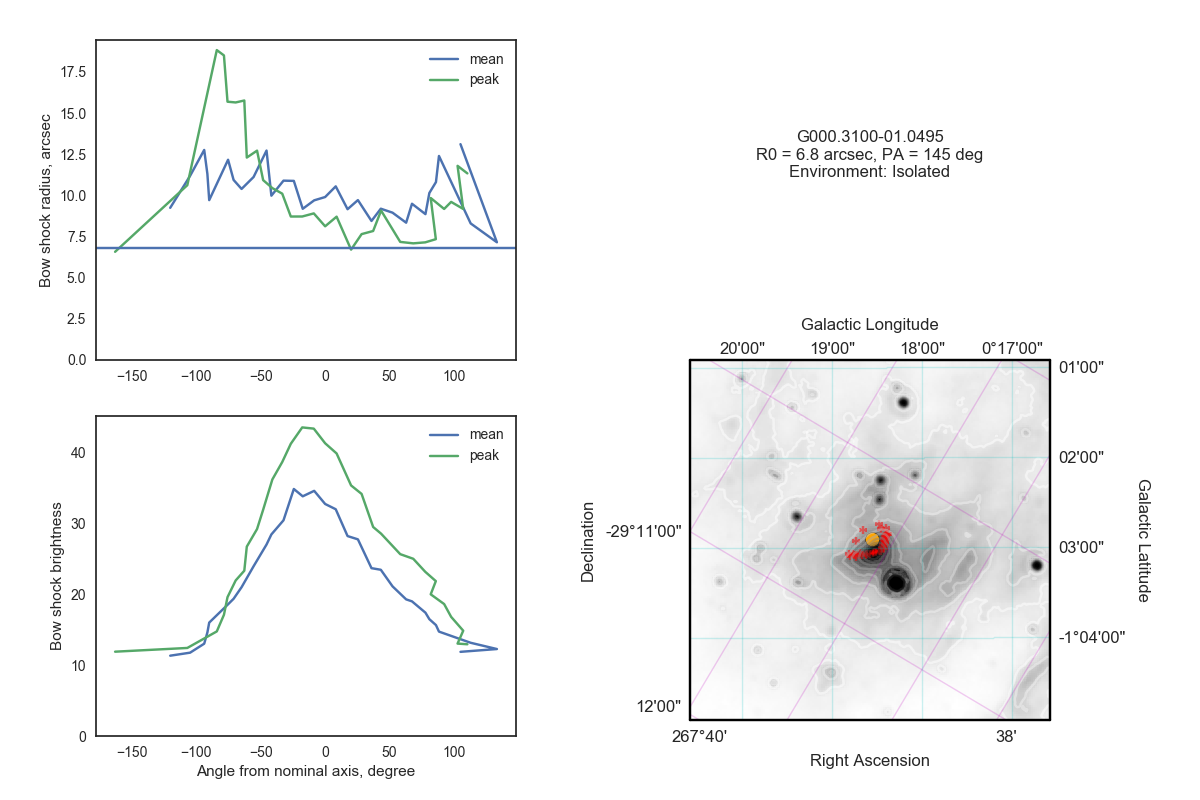 mean
peak
17.5
15.0
12.5
10.0
7.5
5.0
2.5
0.0
−150
−100
−50
0
50
100
Bow shock radius, arcsec
mean
peak
40
30
20
10
0
−150
−100
−50
0
50
100
Bow shock brightness
Angle from nominal axis, degree
G000.3100-01.0495
R0 = 6.8 arcsec, PA = 145 deg
Environment: Isolated
Galactic Longitude
20'00"
19'00"
18'00"
0°17'00"
01'00"
02'00"
03'00"
-1°04'00"
Galactic Latitude
Declination
-29°11'00"
12'00"
267°40'
38'
Right Ascension